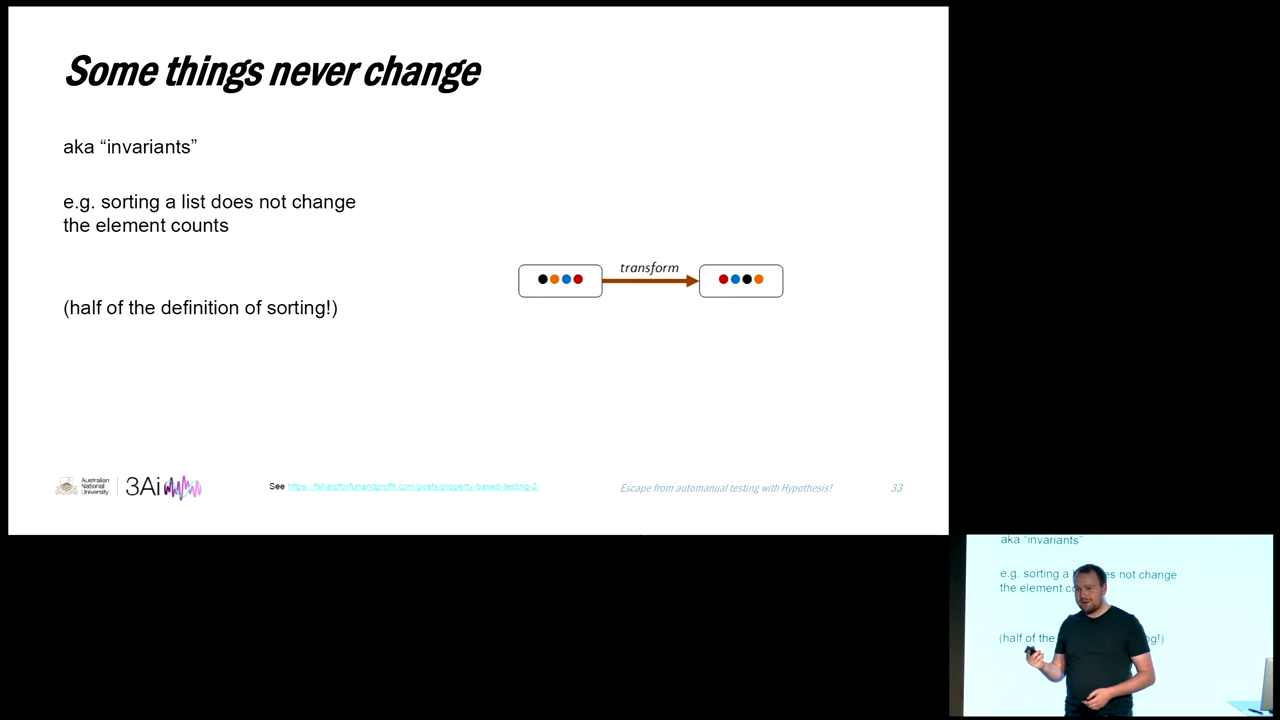 Some things never change
aka “invariants”
e.g. sorting a list does not change
the element counts
transform
(half of the definition of sorting!)
Australian
National
University
3Ai
See https://fsharpforfunandprofit.com/posts/property-based-testing-2/
Escape from automanual testing with Hypothesis!
33
aka “invariants”
e.g. sorting a es not change
the element co
(half of the ng!)